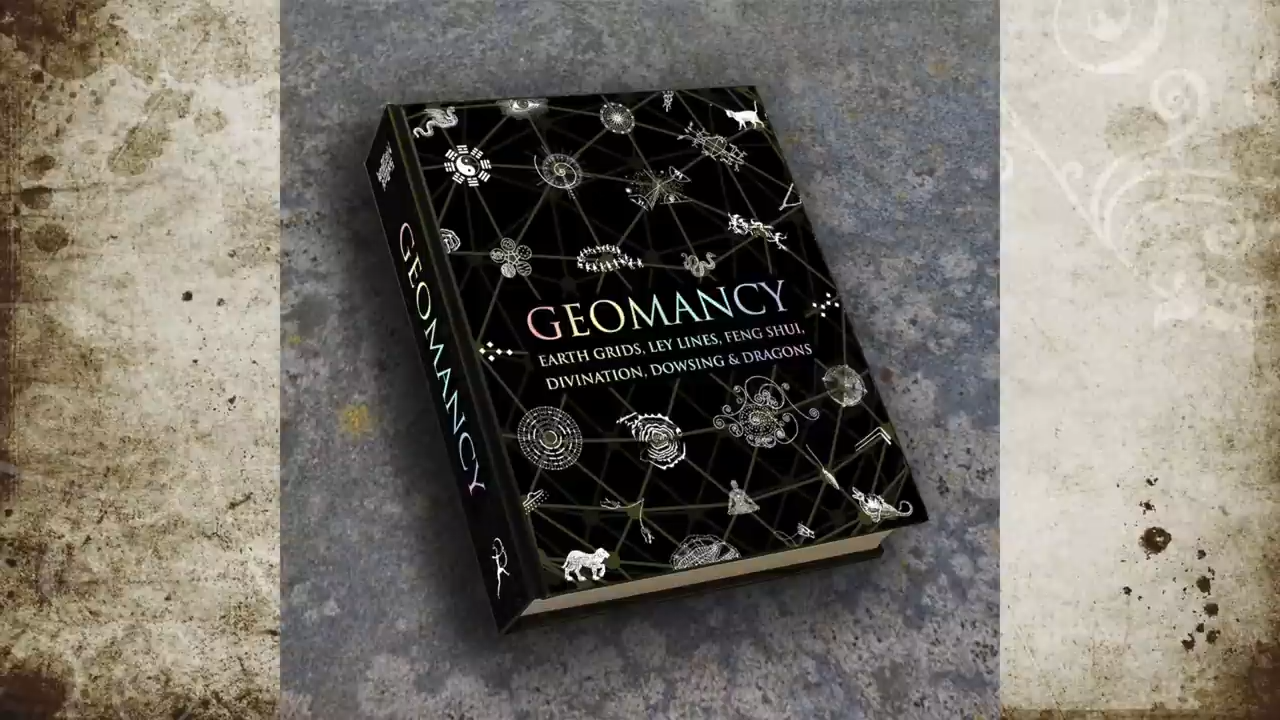 GEOMANCY
GEOMANCY
EARTH GRIDS, LEY LINES, FENG SHUI,
DIVINATION, DOWSING & DRAGONS